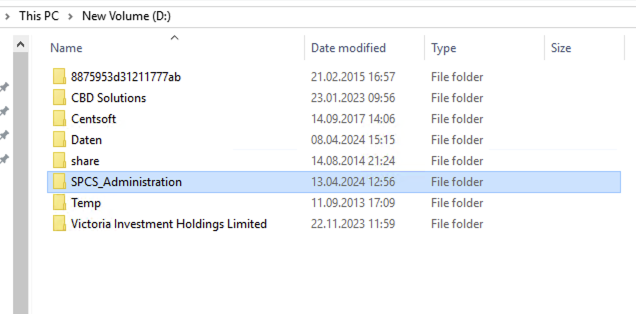 This PC > New Volume (D:)
Name Date modified Type Size
8875953d31211777ab 21.02.2015 16:57 File folder
CBD Solutions 23.01.2023 09:56 File folder
Centsoft 14.09.2017 14:06 File folder
Daten 08.04.2024 15:15 File folder
share 14.08.2014 21:24 File folder
SPCS_Administration 13.04.2024 12:56 File folder
Temp 11.09.2013 17:09 File folder
Victoria Investment Holdings Limited 22.11.2023 11:59 File folder